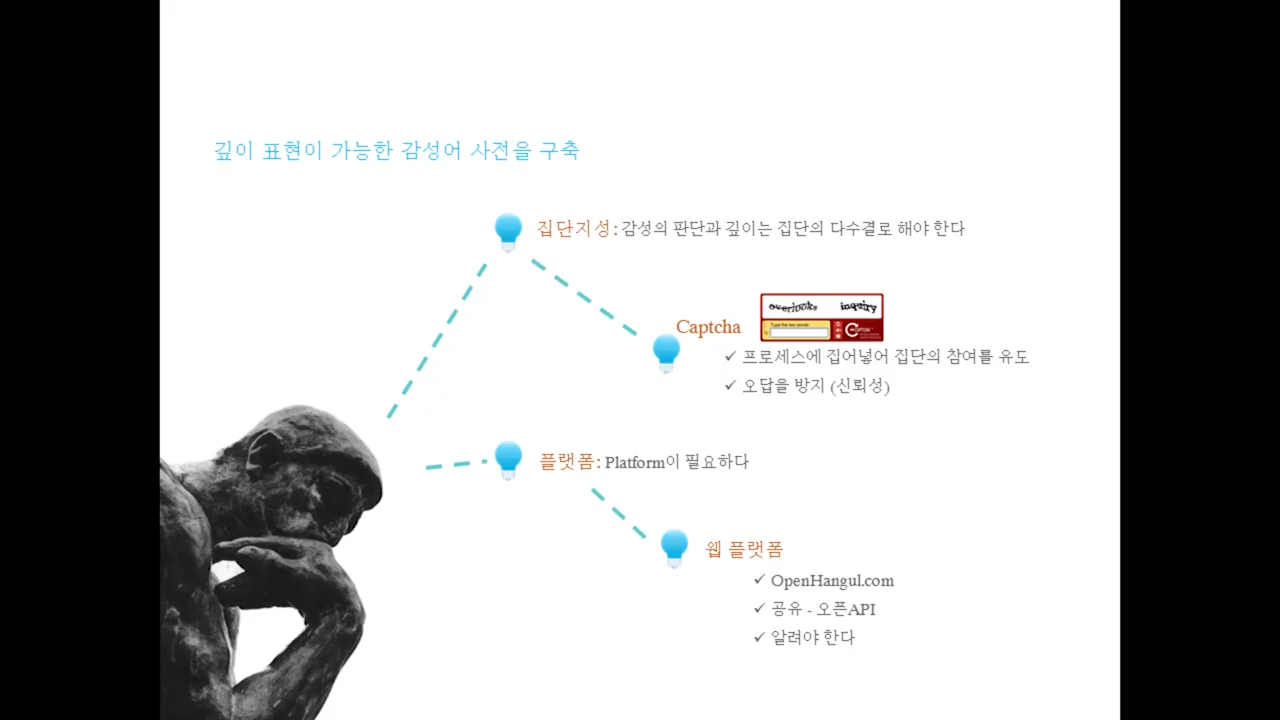 깊이 표현이 가능한 감성어 사전을 구축
집단지성: 감성의 판단과 깊이는 집단의 다수결로 해야 한다
overlooks inquiry
Captcha
Type the two words:
✓ 프로세스에 집어넣어 집단의 참여를 유도
✓ 오답을 방지 (신뢰성)
플랫폼: Platform이 필요하다
웹 플랫폼
✓ OpenHangul.com
✓ 공유 - 오픈API
✓ 알려야 한다